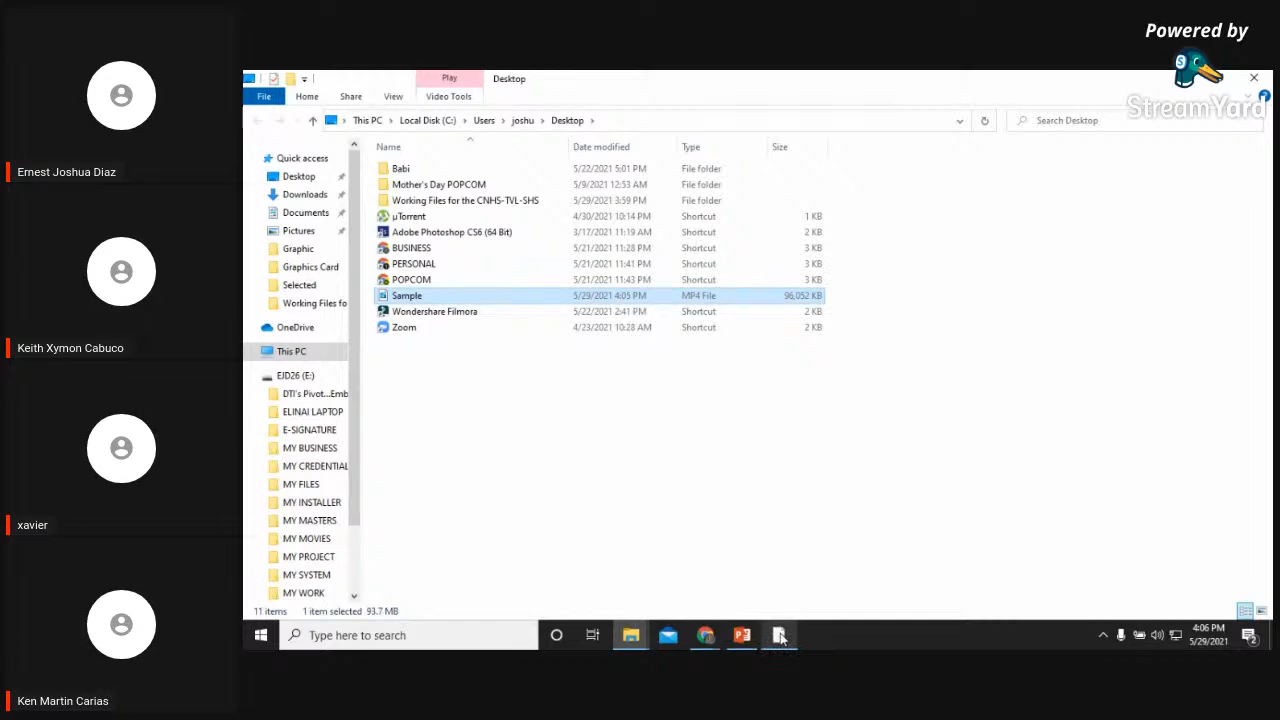 Powered by
StreamYard
Ernest Joshua Diaz
Keith Xymon Cabuco
xavier
Ken Martin Carias
Play
Desktop
File
Home
Share
View
Video Tools
This PC
Local Disk (C:)
Users
joshu
Desktop
Search Desktop
Name
Date modified
Type
Size
Quick access
Desktop
Downloads
Documents
Pictures
Graphic
Graphics Card
Selected
Working Files fo
OneDrive
This PC
EJD26 (E:)
DTI's Pivot...Emb
ELINAI LAPTOP
E-SIGNATURE
MY BUSINESS
MY CREDENTIAL
MY FILES
MY INSTALLER
MY MASTERS
MY MOVIES
MY PROJECT
MY SYSTEM
MY WORK
Babi 5/22/2021 5:01 PM File folder
Mother's Day POPCOM 5/9/2021 12:53 AM File folder
Working Files for the CNHS-TVL-SHS 5/29/2021 3:59 PM File folder
µTorrent 4/30/2021 10:14 PM Shortcut 1 KB
Adobe Photoshop CS6 (64 Bit) 3/17/2021 11:19 AM Shortcut 2 KB
BUSINESS 5/21/2021 11:28 PM Shortcut 3 KB
PERSONAL 5/21/2021 11:41 PM Shortcut 3 KB
POPCOM 5/21/2021 11:43 PM Shortcut 3 KB
Sample 5/29/2021 4:05 PM MP4 File 96,052 KB
Wondershare Filmora 5/22/2021 2:41 PM Shortcut 2 KB
Zoom 4/23/2021 10:28 AM Shortcut 2 KB
11 items 1 item selected 93.7 MB
Type here to search
4:06 PM
5/29/2021
2